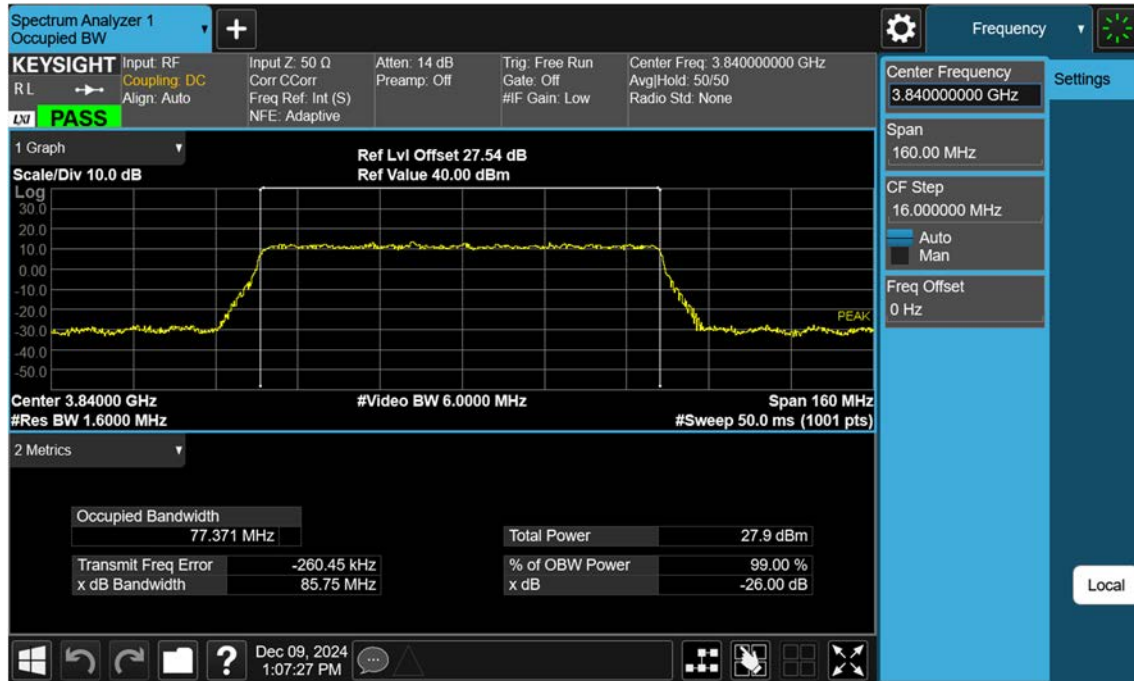 Spectrum Analyzer 1
Occupied BW
Frequency
KEYSIGHT
RL
LXI
PASS
Input: RF
Coupling: DC
Align: Auto
Input Z: 50 Ω
Corr CCorr
Freq Ref: Int (S)
NFE: Adaptive
Atten: 14 dB
Preamp: Off
Trig: Free Run
Gate: Off
#IF Gain: Low
Center Freq: 3.840000000 GHz
Avg|Hold: 50/50
Radio Std: None
Center Frequency
3.840000000 GHz
Settings
Span
160.00 MHz
CF Step
16.000000 MHz
Auto
Man
Freq Offset
0 Hz
1 Graph
Scale/Div 10.0 dB
Ref Lvl Offset 27.54 dB
Ref Value 40.00 dBm
Log
30.0
20.0
10.0
0.00
-10.0
-20.0
-30.0
-40.0
-50.0
PEAK
Center 3.84000 GHz
#Video BW 6.0000 MHz
Span 160 MHz
#Res BW 1.6000 MHz
#Sweep 50.0 ms (1001 pts)
2 Metrics
Occupied Bandwidth
77.371 MHz
Total Power 27.9 dBm
Transmit Freq Error -260.45 kHz
% of OBW Power 99.00 %
x dB Bandwidth 85.75 MHz
x dB -26.00 dB
Local
?
Dec 09, 2024
1:07:27 PM